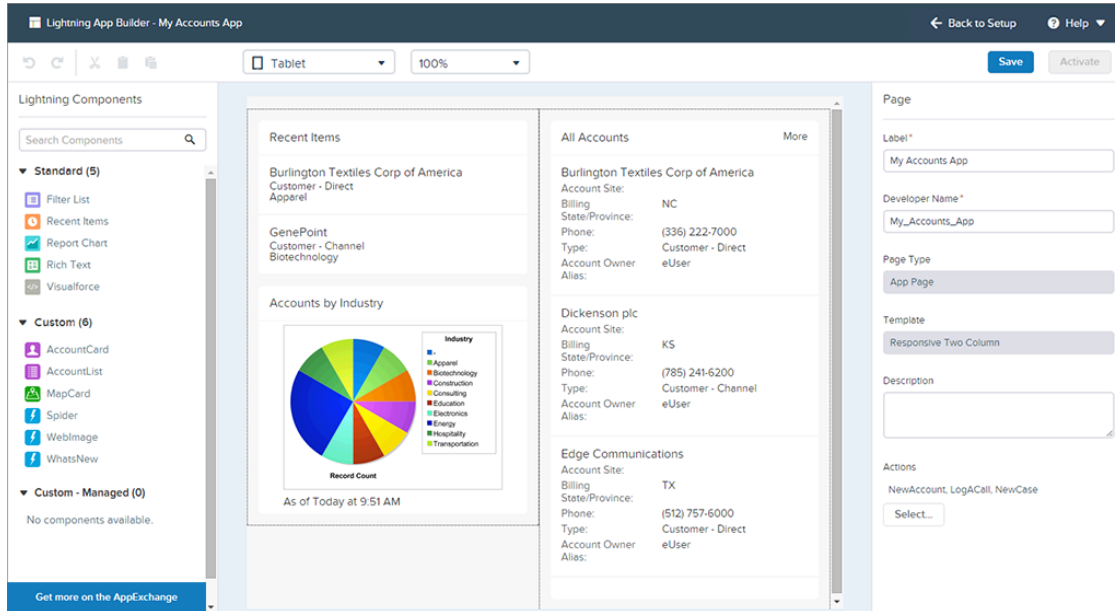 Lightning App Builder - My Accounts App
Back to Setup
Help
Tablet
100%
Save
Activate
Lightning Components
Search Components
Standard (5)
Filter List
Recent Items
Report Chart
Rich Text
Visualforce
Custom (6)
AccountCard
AccountList
MapCard
Spider
WebImage
WhatsNew
Custom - Managed (0)
No components available.
Get more on the AppExchange
Recent Items
Burlington Textiles Corp of America
Customer - Direct
Apparel
GenePoint
Customer - Channel
Biotechnology
Accounts by Industry
Industry
-
Apparel
Biotechnology
Construction
Consulting
Education
Electronics
Energy
Hospitality
Transportation
Record Count
As of Today at 9:51 AM
All Accounts More
Burlington Textiles Corp of America
Account Site:
Billing NC
State/Province:
Phone: (336) 222-7000
Type: Customer - Direct
Account Owner eUser
Alias:
Dickenson plc
Account Site:
Billing KS
State/Province:
Phone: (785) 241-6200
Type: Customer - Channel
Account Owner eUser
Alias:
Edge Communications
Account Site:
Billing TX
State/Province:
Phone: (512) 757-6000
Type: Customer - Direct
Account Owner eUser
Alias:
Page
Label*
My Accounts App
Developer Name*
My_Accounts_App
Page Type
App Page
Template
Responsive Two Column
Description
Actions
NewAccount, LogACall, NewCase
Select...